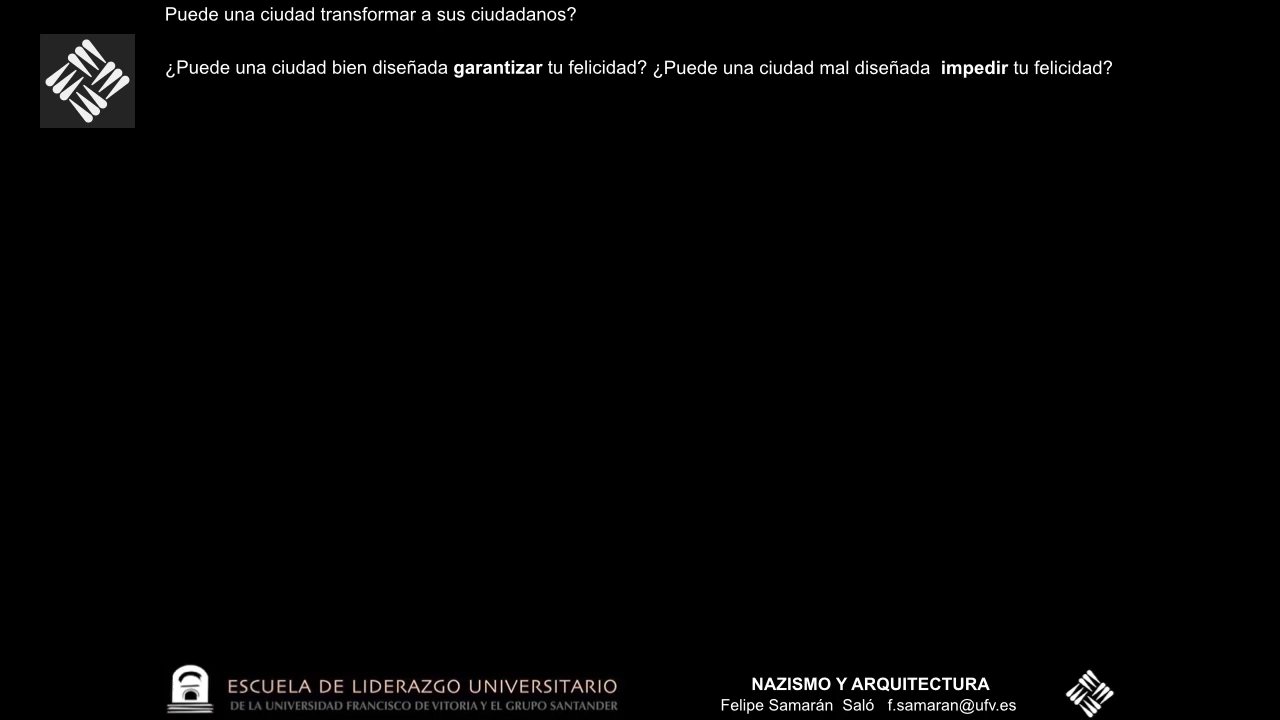 Puede una ciudad transformar a sus ciudadanos?
¿Puede una ciudad bien diseñada garantizar tu felicidad? ¿Puede una ciudad mal diseñada  impedir tu felicidad?
ESCUELA DE LIDERAZGO UNIVERSITARIO
DE LA UNIVERSIDAD FRANCISCO DE VITORIA Y EL GRUPO SANTANDER
NAZISMO Y ARQUITECTURA
Felipe Samarán  Saló   f.samaran@ufv.es